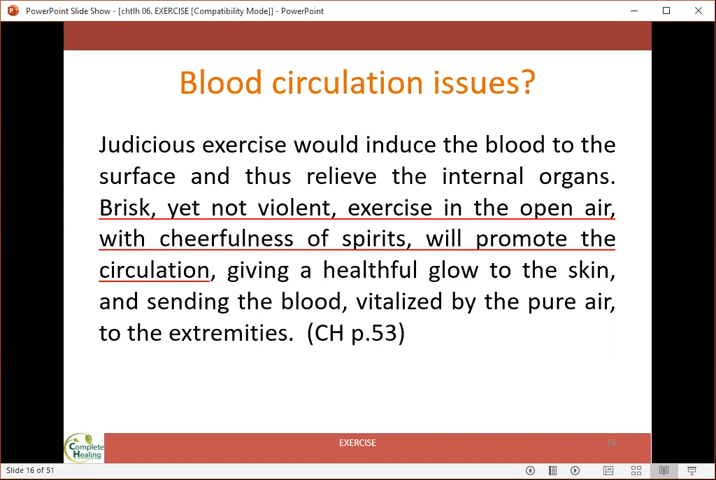 PowerPoint Slide Show - [chtlh 06. EXERCISE [Compatibility Mode]] - PowerPoint
Blood circulation issues?
Judicious exercise would induce the blood to the
surface and thus relieve the internal organs.
Brisk, yet not violent, exercise in the open air,
with cheerfulness of spirits, will promote the
circulation, giving a healthful glow to the skin,
and sending the blood, vitalized by the pure air,
to the extremities. (CH p.53)
Complete
Healing
EXERCISE
16
Slide 16 of 51